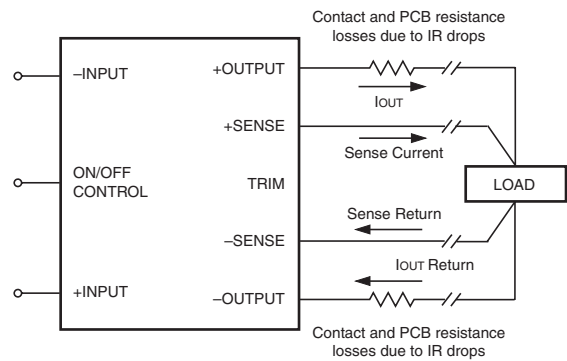 Contact and PCB resistance
losses due to IR drops
–INPUT
+OUTPUT
IOUT
+SENSE
Sense Current
ON/OFF
CONTROL
TRIM
LOAD
Sense Return
–SENSE
IOUT Return
+INPUT
–OUTPUT
Contact and PCB resistance
losses due to IR drops